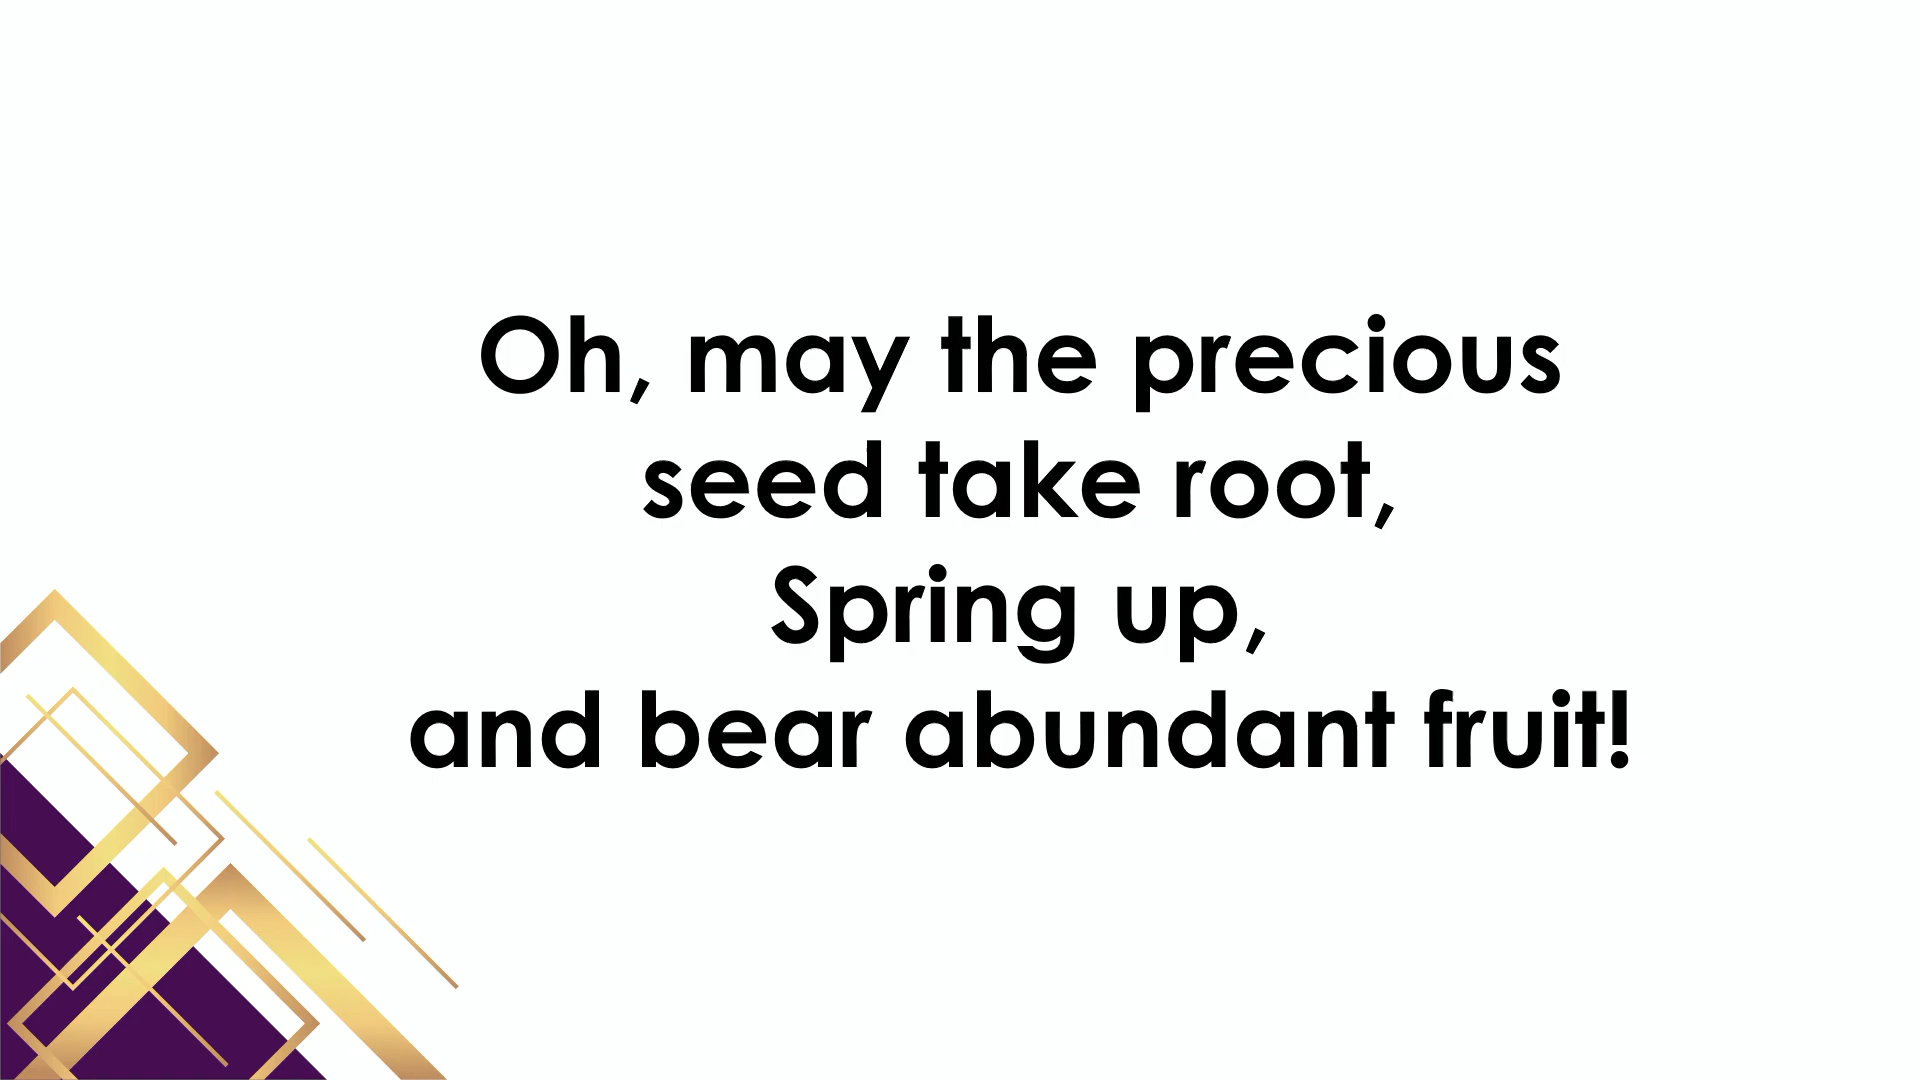 Oh, may the precious
seed take root,
Spring up,
and bear abundant fruit!